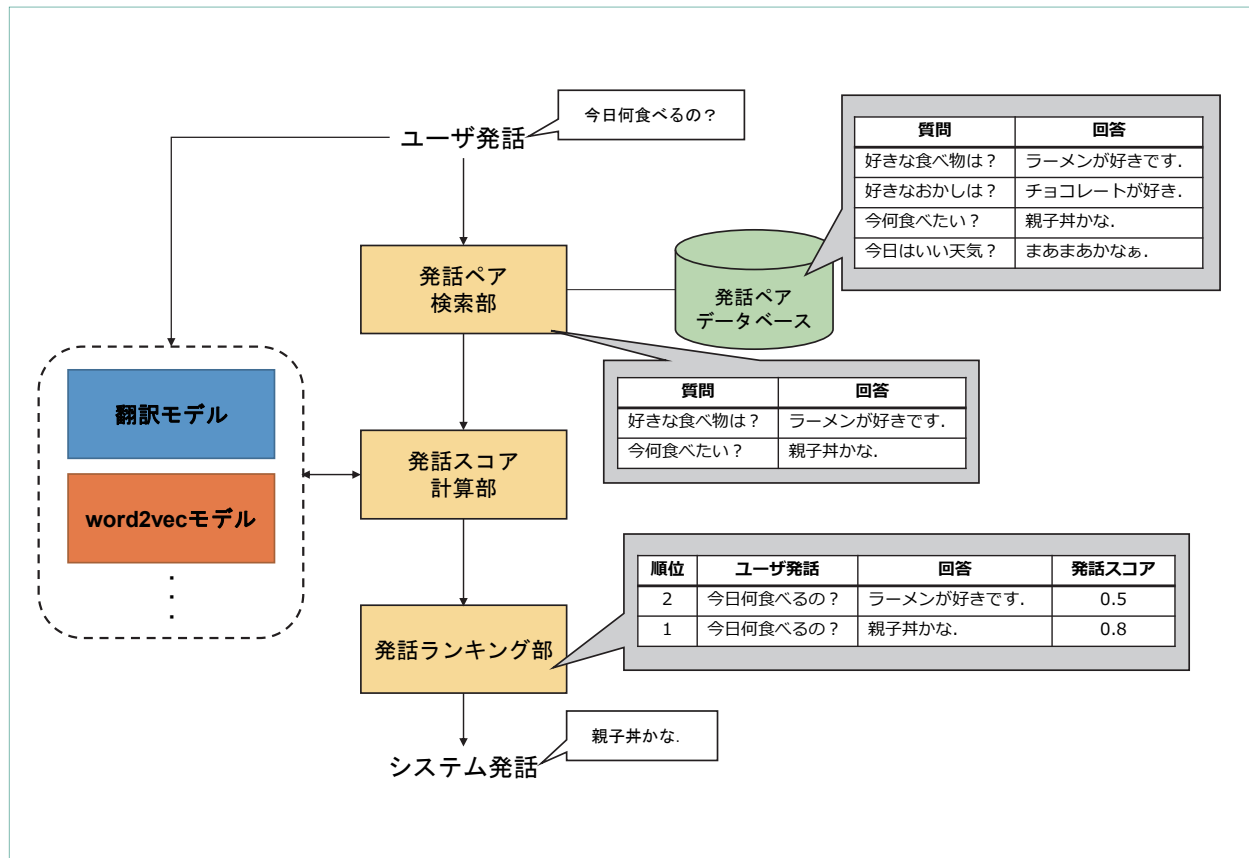 今日何食べるの？
ユーザ発話
質問 回答
好きな食べ物は？ ラーメンが好きです．
好きなおかしは？ チョコレートが好き．
今何食べたい？ 親子丼かな．
今日はいい天気？ まあまあかなぁ．
発話ペア
検索部
発話ペア
データベース
質問 回答
好きな食べ物は？ ラーメンが好きです．
今何食べたい？ 親子丼かな．
翻訳モデル
word2vecモデル
発話スコア
計算部
順位 ユーザ発話 回答 発話スコア
2 今日何食べるの？ ラーメンが好きです． 0.5
1 今日何食べるの？ 親子丼かな． 0.8
発話ランキング部
親子丼かな．
システム発話